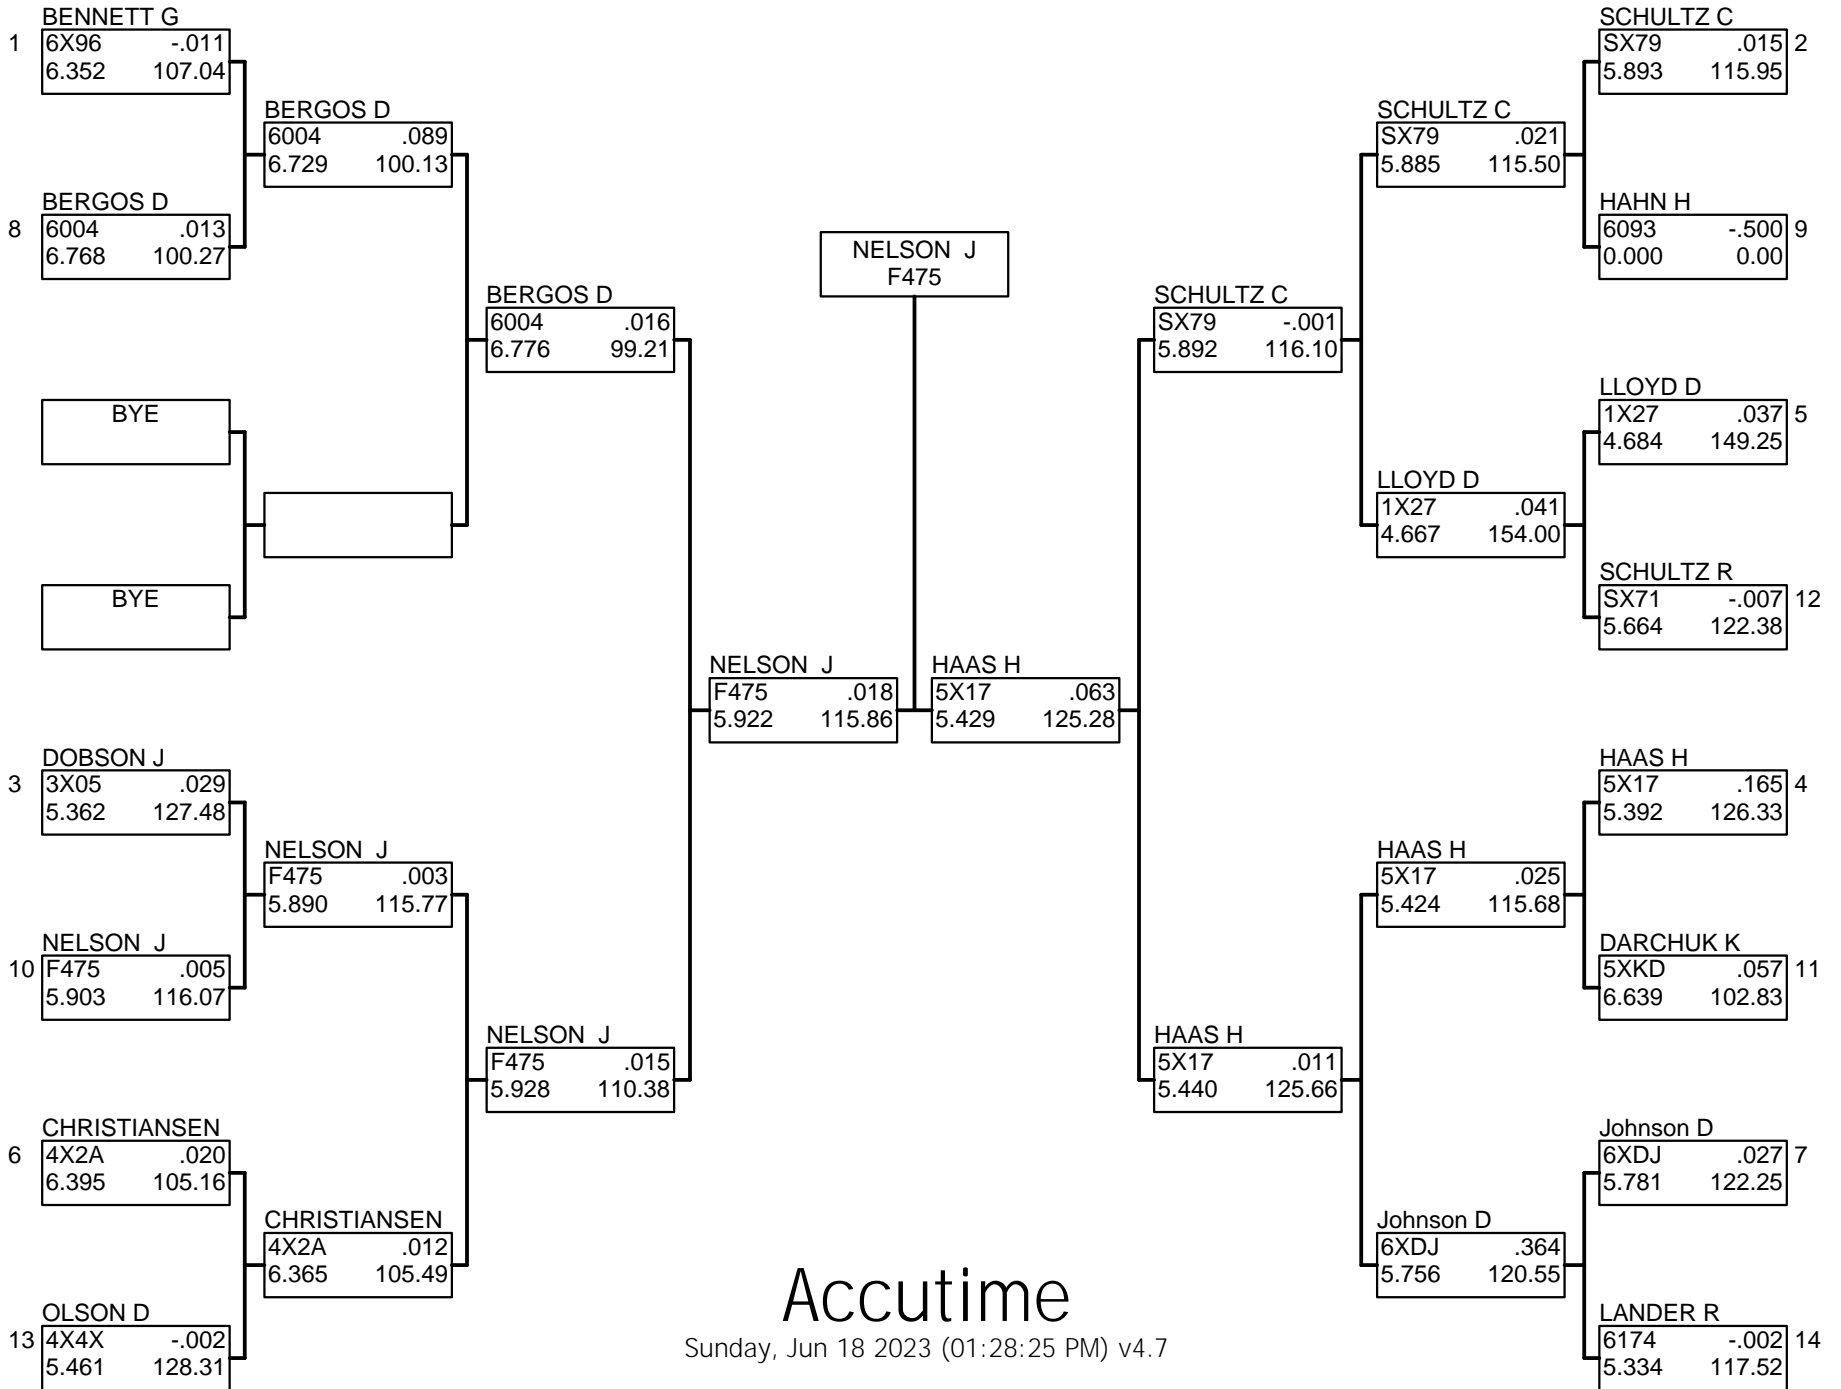 BENNETT G
1 6X96 -.011
6.352 107.04
BERGOS D
8 6004 .013
6.768 100.27
BYE
BYE
DOBSON J
3 3X05 .029
5.362 127.48
NELSON J
10 F475 .005
5.903 116.07
CHRISTIANSEN
6 4X2A .020
6.395 105.16
OLSON D
13 4X4X -.002
5.461 128.31
BERGOS D
6004 .089
6.729 100.13
NELSON J
F475 .003
5.890 115.77
CHRISTIANSEN
4X2A .012
6.365 105.49
BERGOS D
6004 .016
6.776 99.21
NELSON J
F475 .015
5.928 110.38
NELSON J
F475 .018
5.922 115.86
NELSON J
F475
HAAS H
5X17 .063
5.429 125.28
SCHULTZ C
SX79 -.001
5.892 116.10
HAAS H
5X17 .011
5.440 125.66
SCHULTZ C
SX79 .021
5.885 115.50
LLOYD D
1X27 .041
4.667 154.00
HAAS H
5X17 .025
5.424 115.68
Johnson D
6XDJ .364
5.756 120.55
SCHULTZ C
SX79 .015 2
5.893 115.95
HAHN H
6093 -.500 9
0.000 0.00
LLOYD D
1X27 .037 5
4.684 149.25
SCHULTZ R
SX71 -.007 12
5.664 122.38
HAAS H
5X17 .165 4
5.392 126.33
DARCHUK K
5XKD .057 11
6.639 102.83
Johnson D
6XDJ .027 7
5.781 122.25
LANDER R
6174 -.002 14
5.334 117.52
Accutime
Sunday, Jun 18 2023 (01:28:25 PM) v4.7